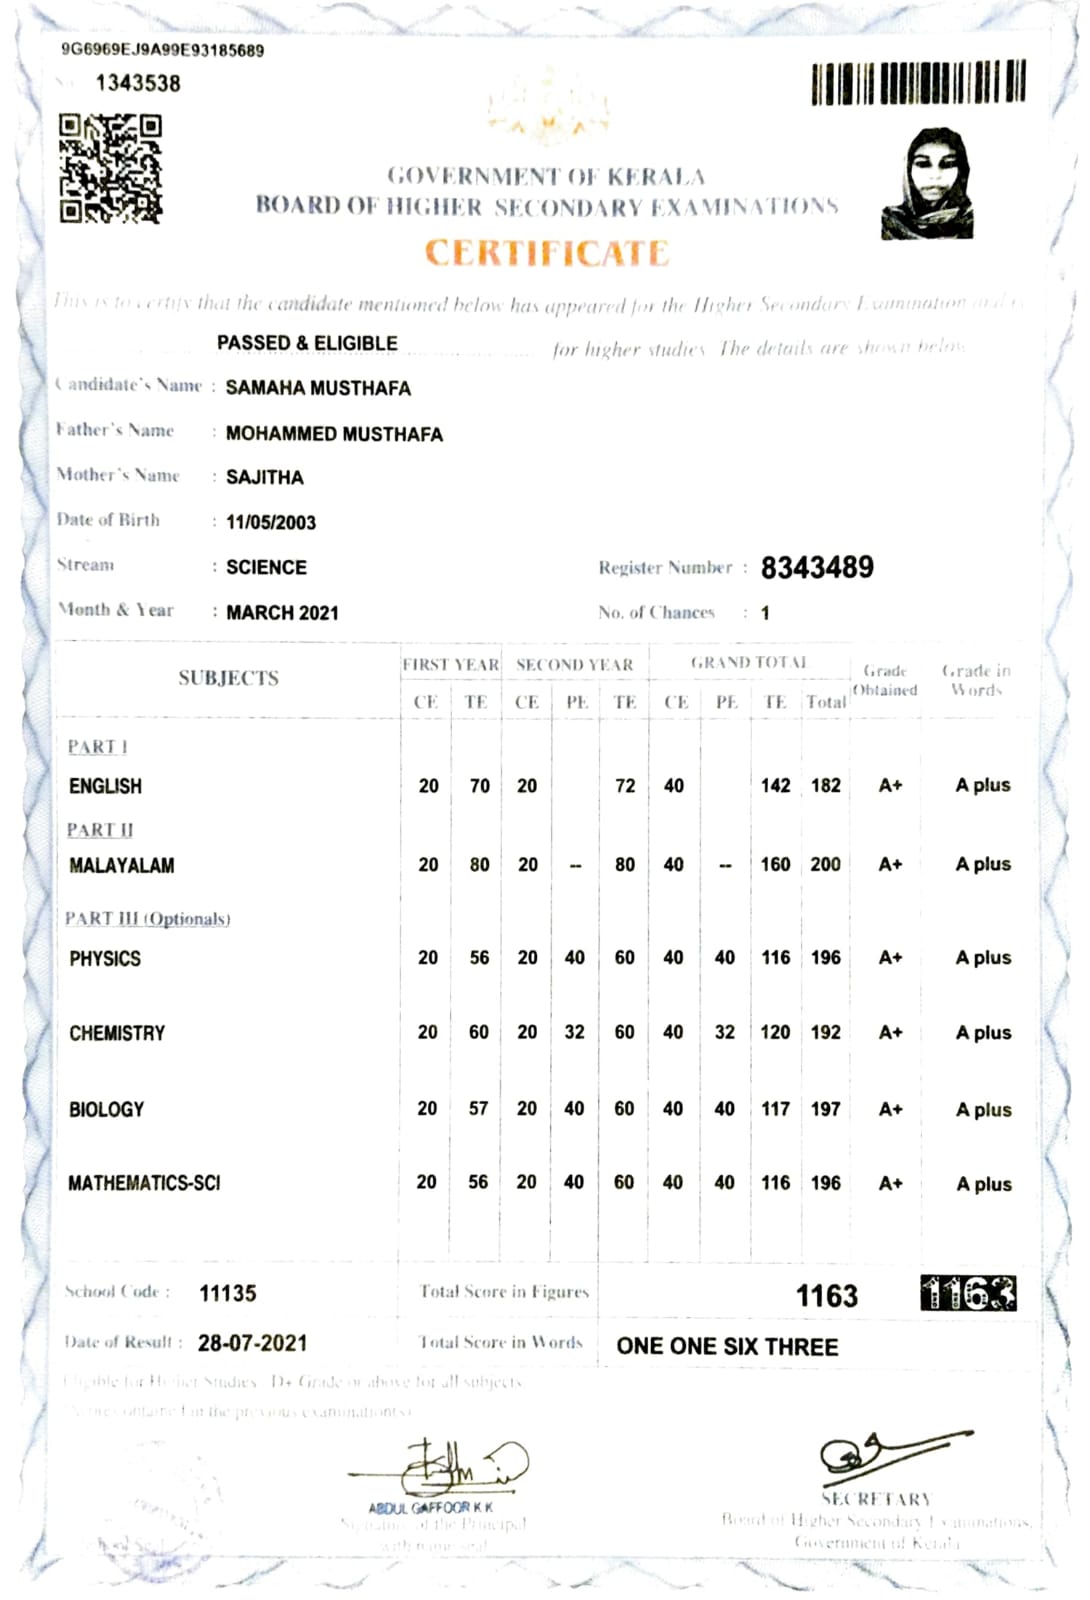 9G6969EJ9A99E93185689
No. 1343538
GOVERNMENT OF KERALA
BOARD OF HIGHER SECONDARY EXAMINATIONS
CERTIFICATE
This is to certify that the candidate mentioned below has appeared for the Higher Secondary Examination and is
PASSED & ELIGIBLE for higher studies. The details are shown below.
Candidate's Name : SAMAHA MUSTHAFA
Father's Name : MOHAMMED MUSTHAFA
Mother's Name : SAJITHA
Date of Birth : 11/05/2003
Stream : SCIENCE Register Number : 8343489
Month & Year : MARCH 2021 No. of Chances : 1
SUBJECTS FIRST YEAR SECOND YEAR GRAND TOTAL Grade Obtained Grade in Words
CE TE CE PE TE CE PE TE Total
PART I
ENGLISH 20 70 20 72 40 142 182 A+ A plus
PART II
MALAYALAM 20 80 20 -- 80 40 -- 160 200 A+ A plus
PART III (Optionals)
PHYSICS 20 56 20 40 60 40 40 116 196 A+ A plus
CHEMISTRY 20 60 20 32 60 40 32 120 192 A+ A plus
BIOLOGY 20 57 20 40 60 40 40 117 197 A+ A plus
MATHEMATICS-SCI 20 56 20 40 60 40 40 116 196 A+ A plus
School Code : 11135 Total Score in Figures 1163 1163
Date of Result : 28-07-2021 Total Score in Words ONE ONE SIX THREE
Eligible for Higher Studies : D+ Grade or above for all subjects
Scores obtained in the previous examination(s)
ABDUL GAFFOOR K K
Signature of the Principal
with name seal
School Seal
SECRETARY
Board of Higher Secondary Examinations,
Government of Kerala